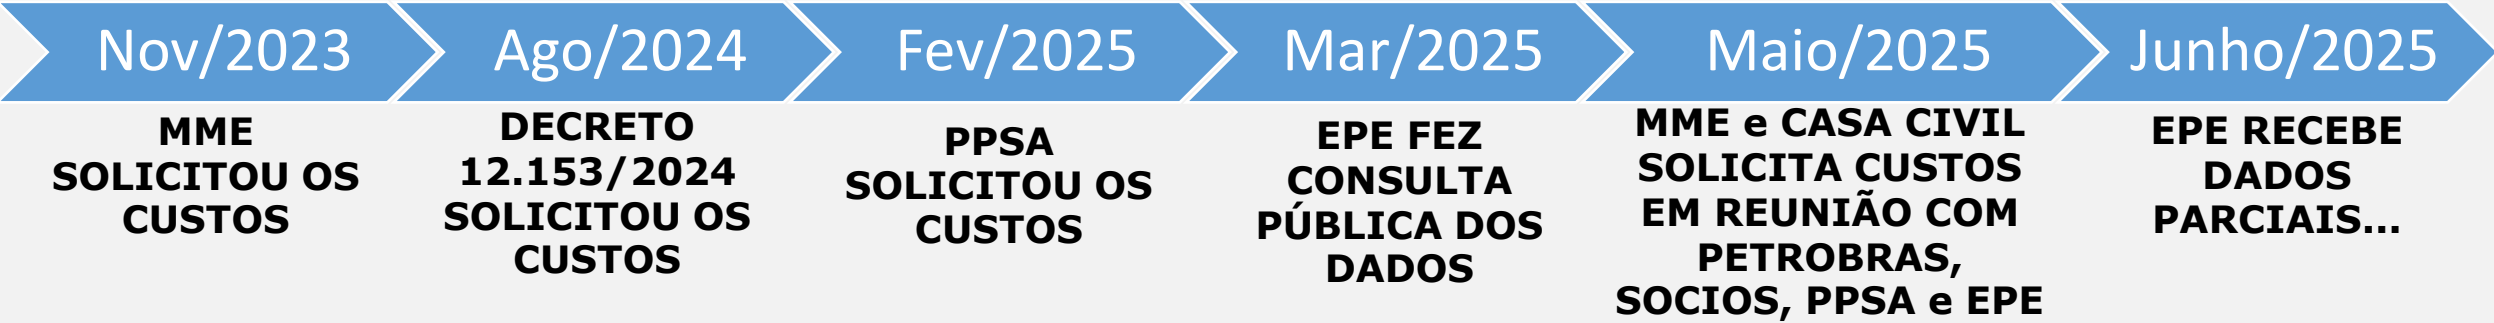 Nov/2023
Ago/2024
Fev/2025
Mar/2025
Maio/2025
Junho/2025
MME
SOLICITOU OS
CUSTOS
DECRETO
12.153/2024
SOLICITOU OS
CUSTOS
PPSA
SOLICITOU OS
CUSTOS
EPE FEZ
CONSULTA
PÚBLICA DOS
DADOS
MME e CASA CIVIL
SOLICITA CUSTOS
EM REUNIÃO COM
PETROBRAS,
SOCIOS, PPSA e EPE
EPE RECEBE
DADOS
PARCIAIS...